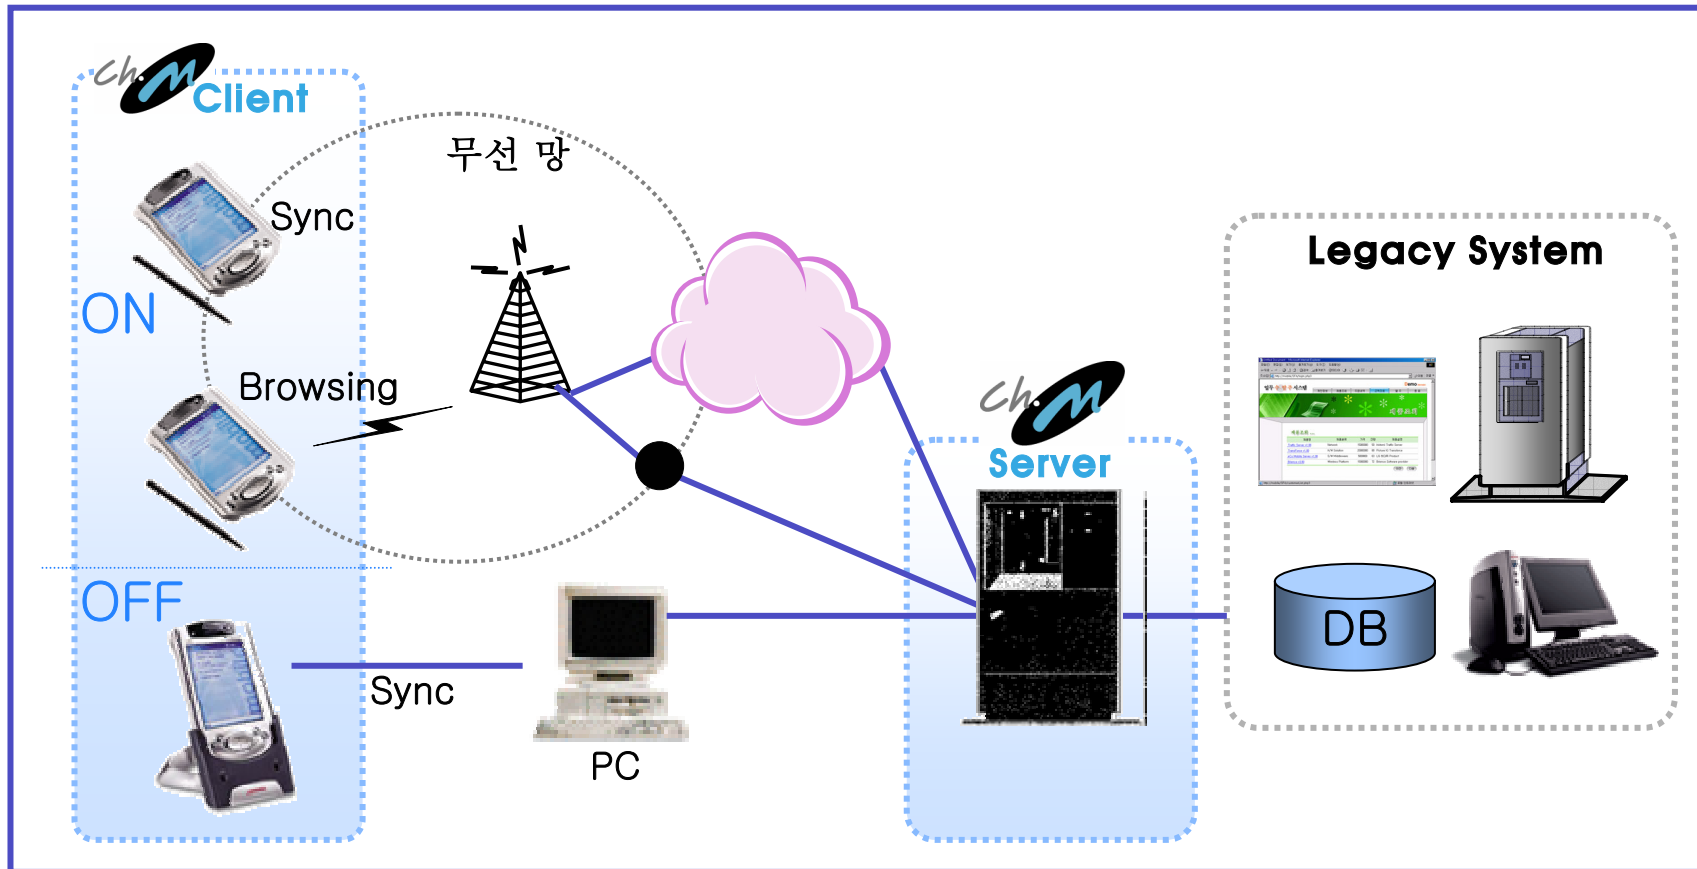 Ch.M
Client
무선 망
Sync
ON
Browsing
OFF
Sync
PC
Ch.M
Server
Legacy System
DB